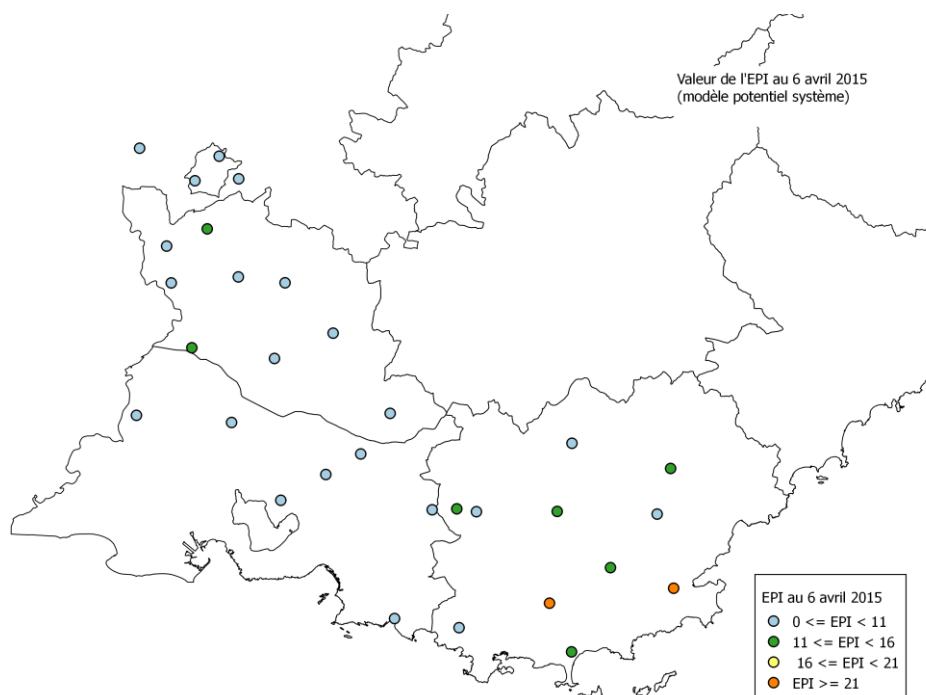 Valeur de l'EPI au 6 avril 2015
(modèle potentiel système)
EPI au 6 avril 2015
0 <= EPI < 11
11 <= EPI < 16
16 <= EPI < 21
EPI >= 21